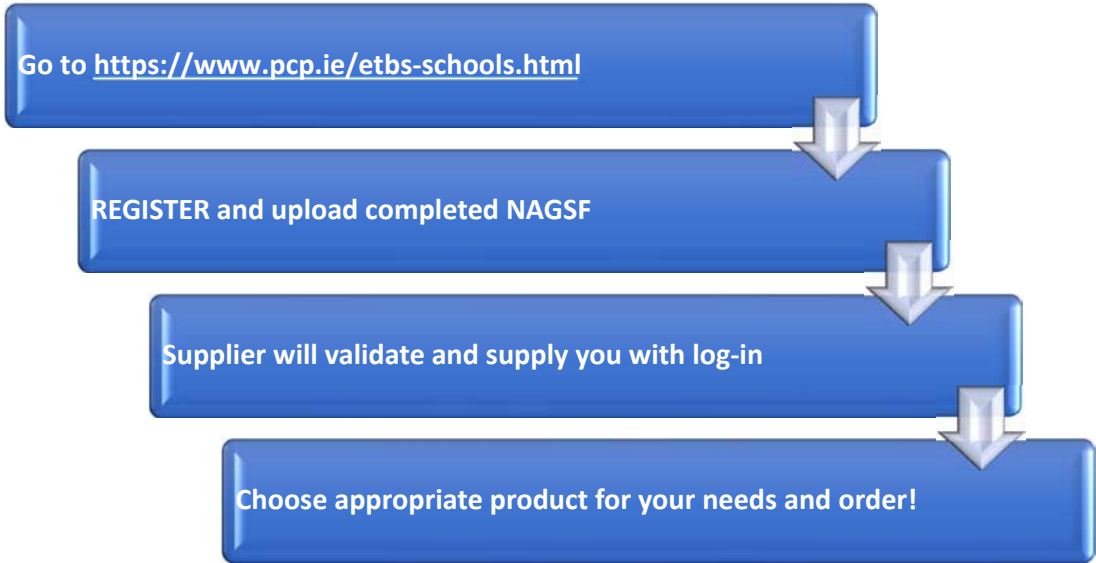 Go to https://www.pcp.ie/etbs-schools.html
REGISTER and upload completed NAGSF
Supplier will validate and supply you with log-in
Choose appropriate product for your needs and order!